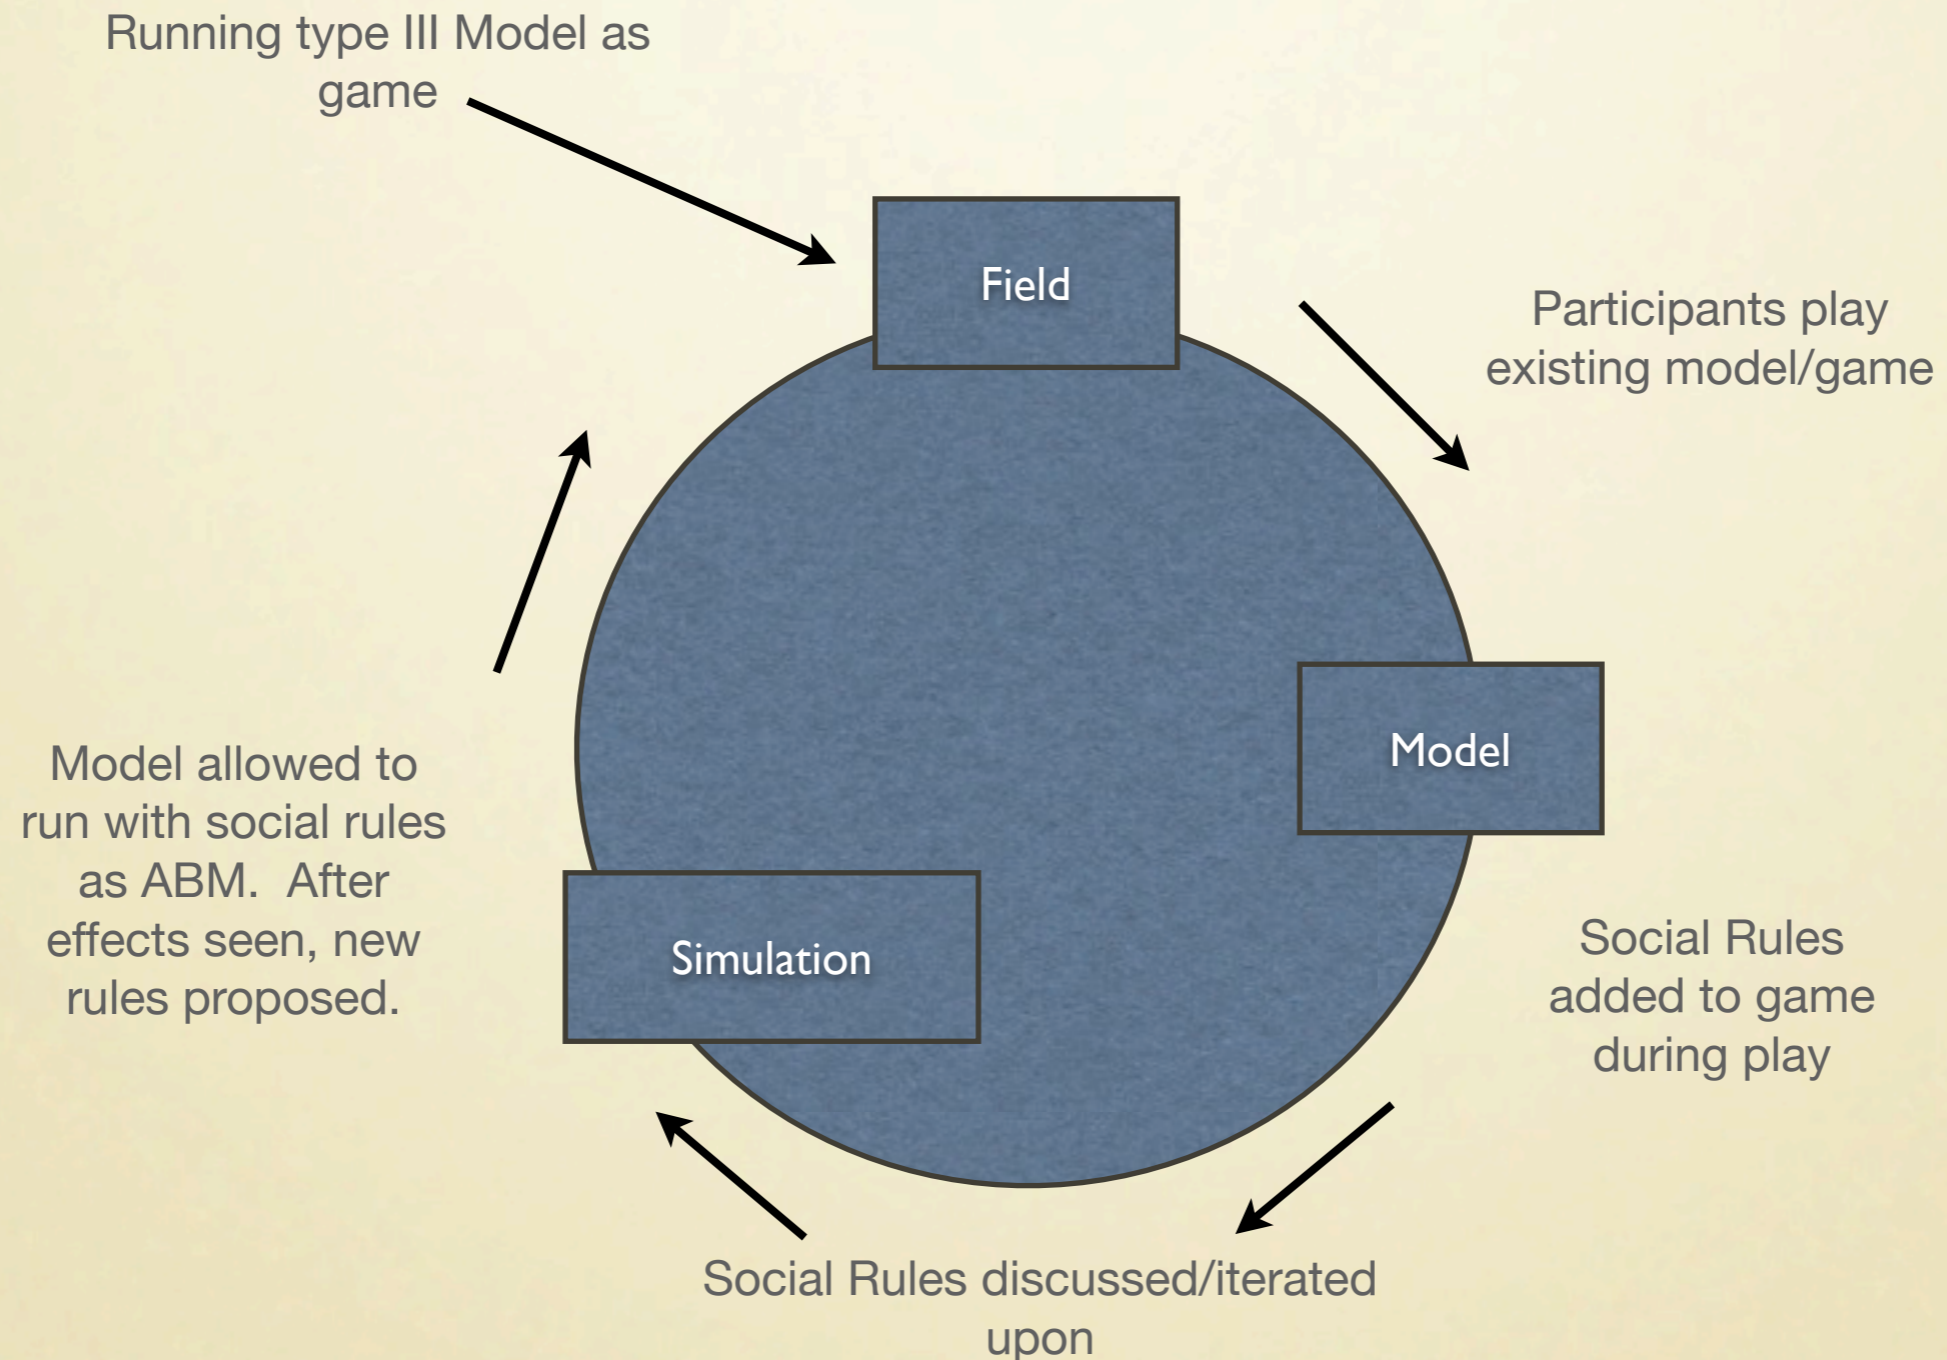 Running type III Model as
game
Field
Participants play
existing model/game
Model
Model allowed to
run with social rules
as ABM.  After
effects seen, new
rules proposed.
Simulation
Social Rules
added to game
during play
Social Rules discussed/iterated
upon